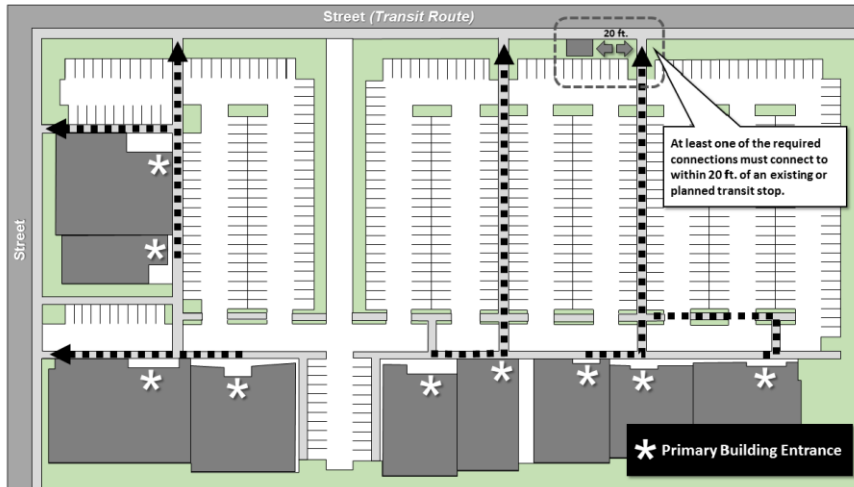 Street (Transit Route)
20 ft.
At least one of the required
connections must connect to
within 20 ft. of an existing or
planned transit stop.
Street
* Primary Building Entrance